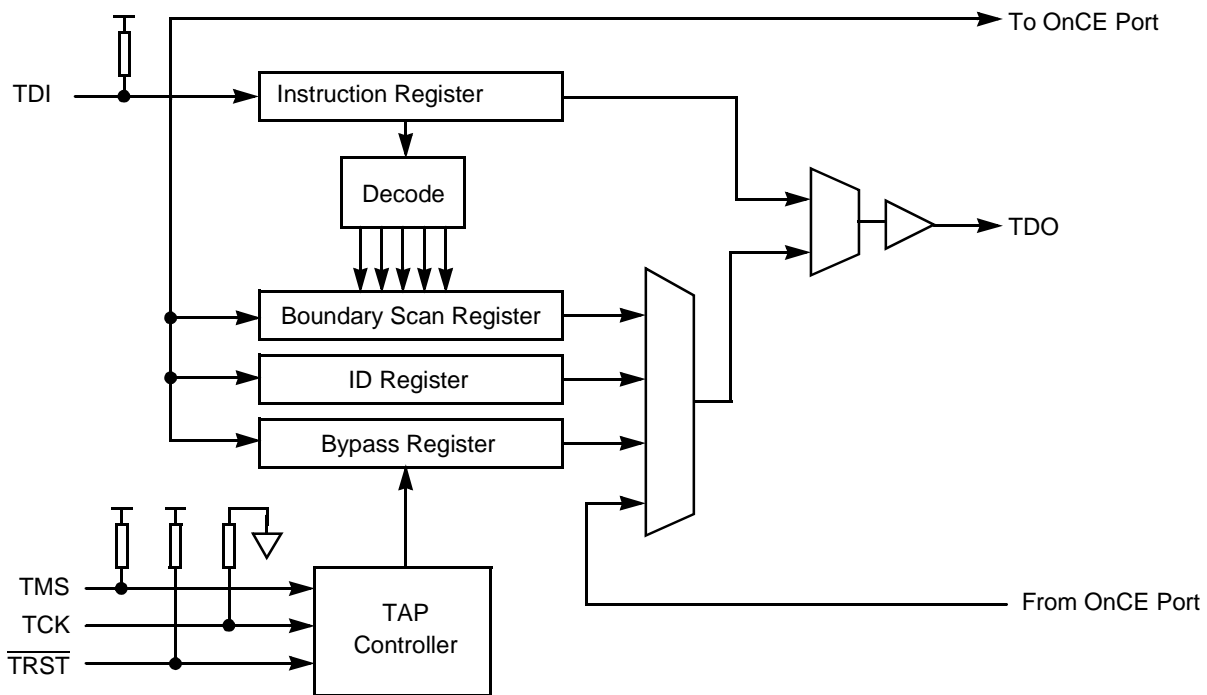 To OnCE Port
TDI
Instruction Register
Decode
TDO
Boundary Scan Register
ID Register
Bypass Register
TMS
TCK
TRST
TAP
Controller
From OnCE Port